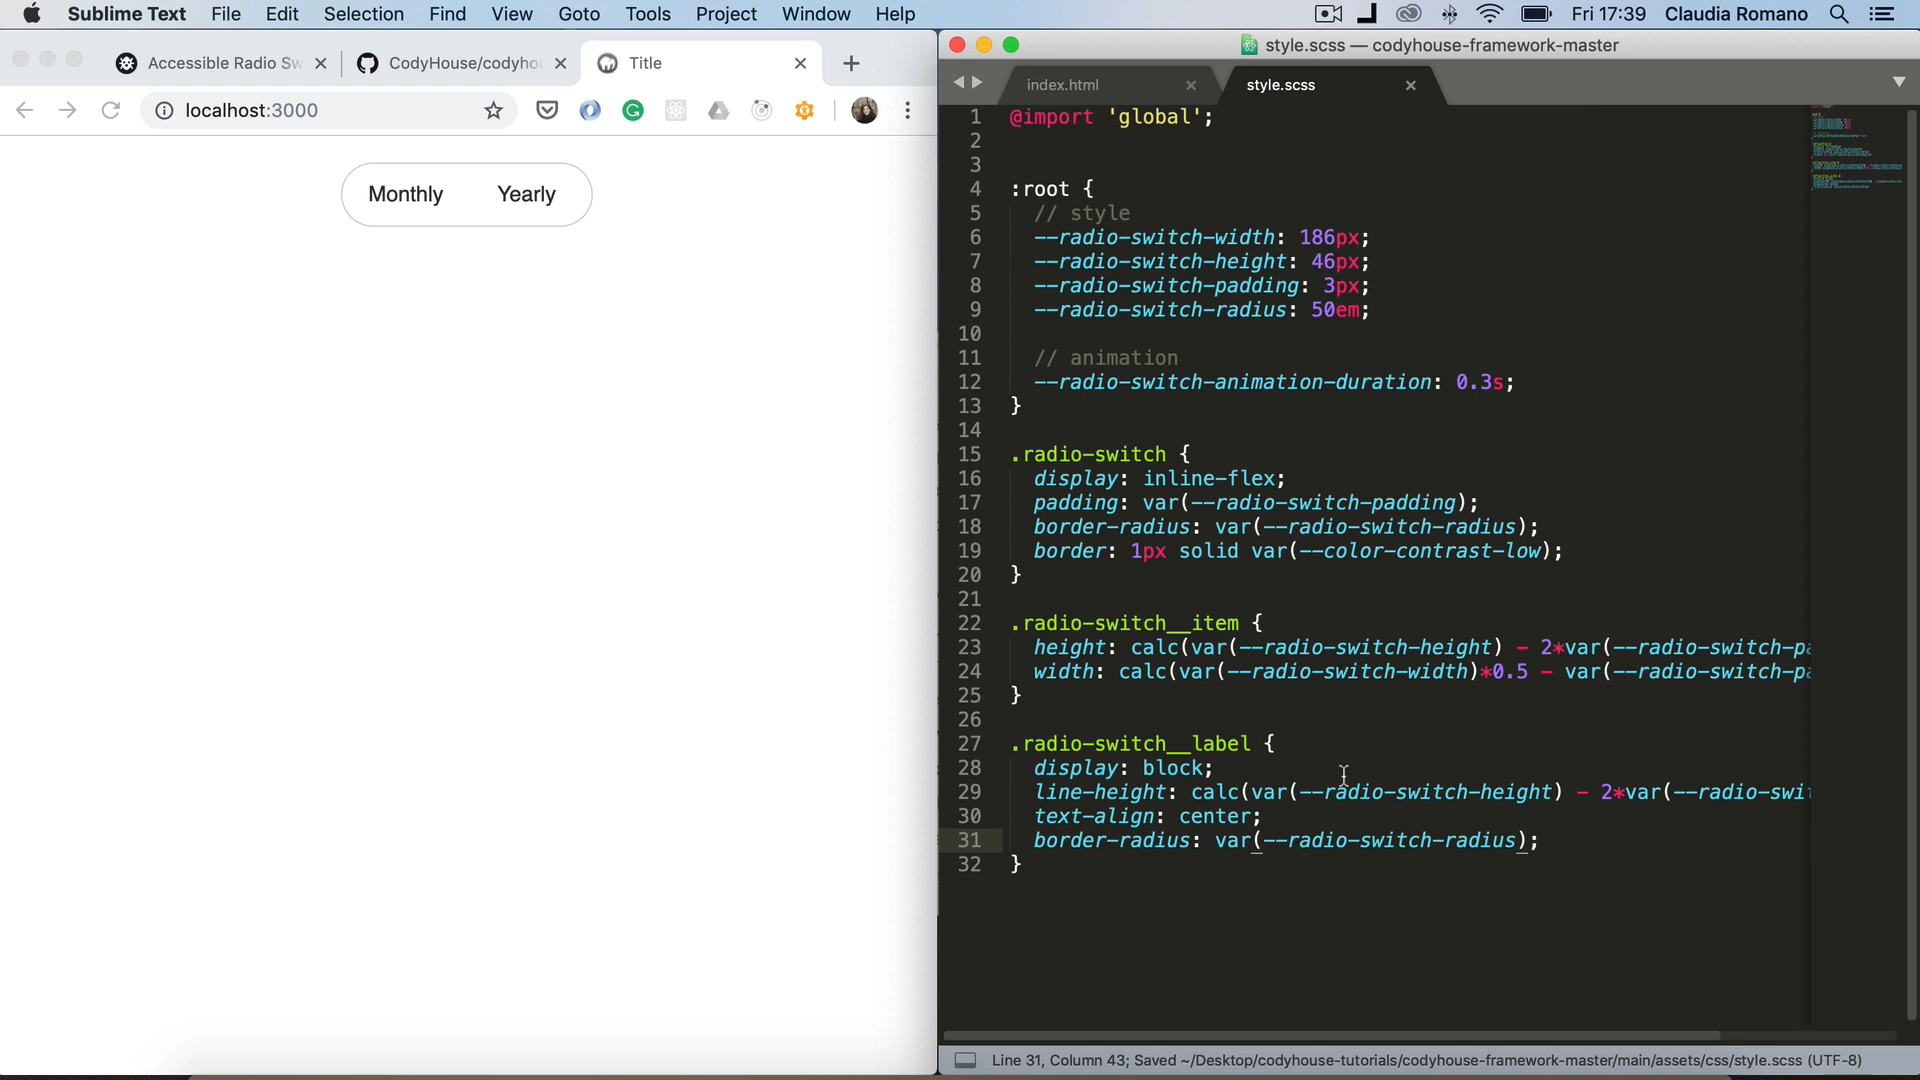 Sublime Text File Edit Selection Find View Goto Tools Project Window Help Fri 17:39 Claudia Romano
Accessible Radio Sw
CodyHouse/codyhou
Title
localhost:3000
Monthly Yearly
style.scss — codyhouse-framework-master
index.html
style.scss
1 @import 'global';
2
3
4 :root {
5 // style
6 --radio-switch-width: 186px;
7 --radio-switch-height: 46px;
8 --radio-switch-padding: 3px;
9 --radio-switch-radius: 50em;
10
11 // animation
12 --radio-switch-animation-duration: 0.3s;
13 }
14
15 .radio-switch {
16 display: inline-flex;
17 padding: var(--radio-switch-padding);
18 border-radius: var(--radio-switch-radius);
19 border: 1px solid var(--color-contrast-low);
20 }
21
22 .radio-switch__item {
23 height: calc(var(--radio-switch-height) - 2*var(--radio-switch-pa
24 width: calc(var(--radio-switch-width)*0.5 - var(--radio-switch-pa
25 }
26
27 .radio-switch__label {
28 display: block;
29 line-height: calc(var(--radio-switch-height) - 2*var(--radio-swit
30 text-align: center;
31 border-radius: var(--radio-switch-radius);
32 }
Line 31, Column 43; Saved ~/Desktop/codyhouse-tutorials/codyhouse-framework-master/main/assets/css/style.scss (UTF-8)